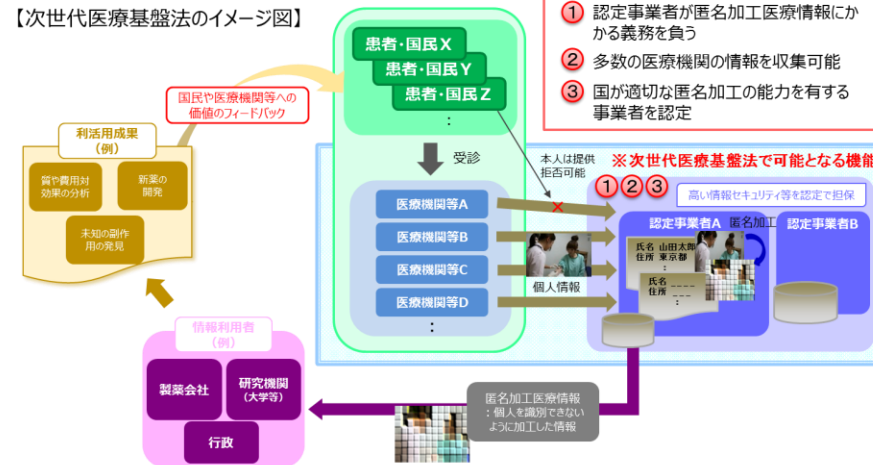 【次世代医療基盤法のイメージ図】
① 認定事業者が匿名加工医療情報にか
かる義務を負う
② 多数の医療機関の情報を収集可能
③ 国が適切な匿名加工の能力を有する
事業者を認定
患者・国民X
患者・国民Y
患者・国民Z
:
国民や医療機関等への
価値のフィードバック
利活用成果
(例)
質や費用対
効果の分析
新薬の
開発
未知の副作
用の発見
受診
本人は提供
拒否可能
※次世代医療基盤法で可能となる機能
①②③
高い情報セキュリティ等を認定で担保
医療機関等A
医療機関等B
医療機関等C
医療機関等D
:
個人情報
認定事業者A
匿名加工
認定事業者B
氏名 山田太郎
住所 東京都
:
氏名 ____
住所 ___
:
情報利用者
(例)
製薬会社
研究機関
(大学等)
行政
匿名加工医療情報
:個人を識別できない
ように加工した情報